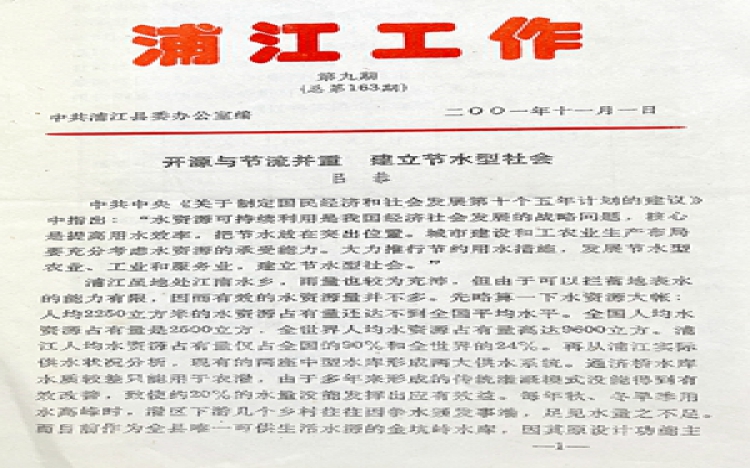 浦江工作
第九期
(总第163期)
中共浦江县委办公室编 二〇〇一年十一月一日
开源与节流并重 建立节水型社会
中共中央《关于制定国民经济和社会发展第十个五年计划的建议》
中指出：“水资源可持续利用是我国经济社会发展的战略问题，核心
是提高用水效率，把节水放在突出位置。城市建设和工农业生产布局
要充分考虑水资源的承受能力。大力推行节约用水措施，发展节水型
农业、工业和服务业，建立节水型社会。”
浦江虽地处江南水乡，雨量也较为充沛，但由于可以拦蓄地表水
的能力有限，因而有效的水资源量并不多。先略算一下水资源大帐：
人均2250立方米的水资源占有量还达不到全国平均水平。全国人均水
资源占有量是2500立方，全世界人均水资源占有量高达9600立方。浦
江人均水资源占有量仅占全国的90%和全世界的24%。再从浦江实际
供水状况分析，现有的两座中型水库形成两大供水系统。通济桥水库
水质较差只能用于农灌，由于多年来形成的传统灌溉模式没能得到有
效改善，致使约20%的水量没能发挥出应有效益。每年秋、冬旱季用
水高峰时，灌区下游几个乡村往往因争水频发事端，足见水量之不足。
而目前作为全县唯一可供生活水源的金坑岭水库，因其原设计功能主
—1—